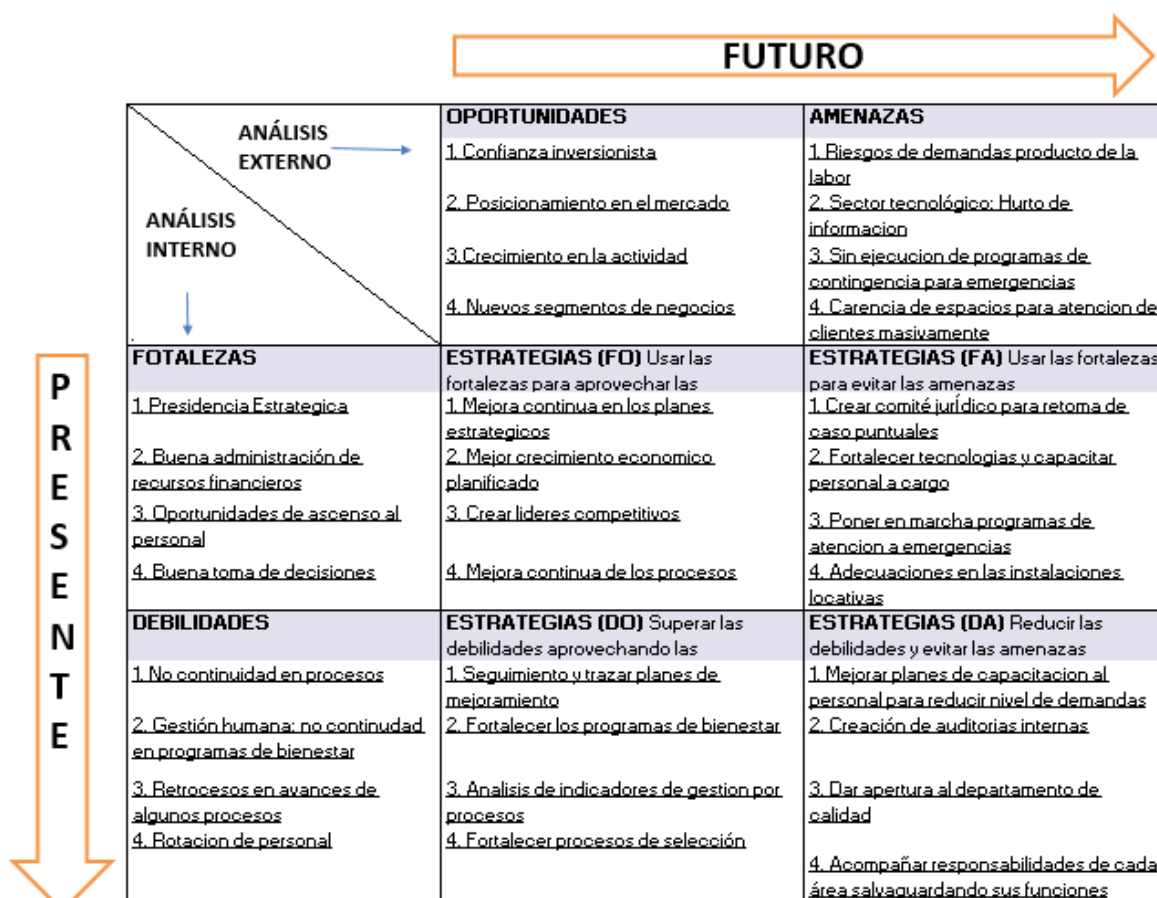 FUTURO
ANÁLISIS
EXTERNO
ANÁLISIS
INTERNO
OPORTUNIDADES
1. Confianza inversionista
2. Posicionamiento en el mercado
3.Crecimiento en la actividad
4. Nuevos segmentos de negocios
AMENAZAS
1. Riesgos de demandas producto de la
labor
2. Sector tecnológico: Hurto de
informacion
3. Sin ejecucion de programas de
contingencia para emergencias
4. Carencia de espacios para atencion de
clientes masivamente
PRESENTE
FOTALEZAS
1. Presidencia Estrategica
2. Buena administración de
recursos financieros
3. Oportunidades de ascenso al
personal
4. Buena toma de decisiones
ESTRATEGIAS (FO) Usar las
fortalezas para aprovechar las
1. Mejora continua en los planes
estrategicos
2. Mejor crecimiento economico
planificado
3. Crear lideres competitivos
4. Mejora continua de los procesos
ESTRATEGIAS (FA) Usar las fortalezas
para evitar las amenazas
1. Crear comité jurÍdico para retoma de
caso puntuales
2. Fortalecer tecnologias y capacitar
personal a cargo
3. Poner en marcha programas de
atencion a emergencias
4. Adecuaciones en las instalaciones
locativas
DEBILIDADES
1. No continuidad en procesos
2. Gestión humana: no continudad
en programas de bienestar
3. Retrocesos en avances de
algunos procesos
4. Rotacion de personal
ESTRATEGIAS (DO) Superar las
debilidades aprovechando las
1. Seguimiento y trazar planes de
mejoramiento
2. Fortalecer los programas de bienestar
3. Analisis de indicadores de gestion por
procesos
4. Fortalecer procesos de selección
ESTRATEGIAS (DA) Reducir las
debilidades y evitar las amenazas
1. Mejorar planes de capacitacion al
personal para reducir nivel de demandas
2. Creación de auditorias internas
3. Dar apertura al departamento de
calidad
4. Acompañar responsabilidades de cada
área salvaguardando sus funciones